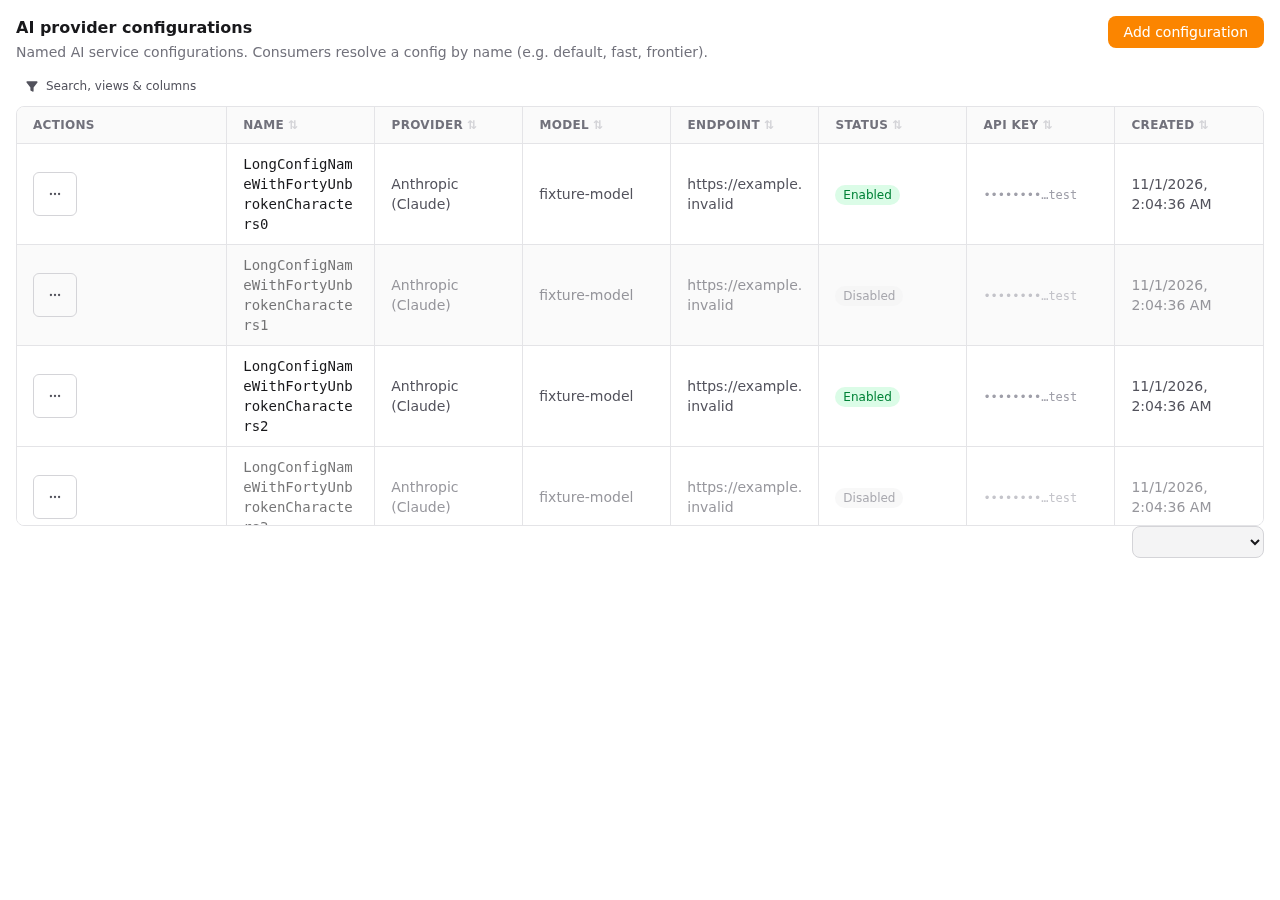 AI provider configurations
Add configuration
Named AI service configurations. Consumers resolve a config by name (e.g. default, fast, frontier).
Search, views & columns
ACTIONS NAME ⇅ PROVIDER ⇅ MODEL ⇅ ENDPOINT ⇅ STATUS ⇅ API KEY ⇅ CREATED ⇅
LongConfigNam
eWithFortyUnb
rokenCharacte
rs0
Anthropic
(Claude)
fixture-model
https://example.
invalid
Enabled
••••••••…test
11/1/2026,
2:04:36 AM
LongConfigNam
eWithFortyUnb
rokenCharacte
rs1
Anthropic
(Claude)
fixture-model
https://example.
invalid
Disabled
••••••••…test
11/1/2026,
2:04:36 AM
LongConfigNam
eWithFortyUnb
rokenCharacte
rs2
Anthropic
(Claude)
fixture-model
https://example.
invalid
Enabled
••••••••…test
11/1/2026,
2:04:36 AM
LongConfigNam
eWithFortyUnb
rokenCharacte
Anthropic
(Claude)
fixture-model
https://example.
invalid
Disabled
••••••••…test
11/1/2026,
2:04:36 AM